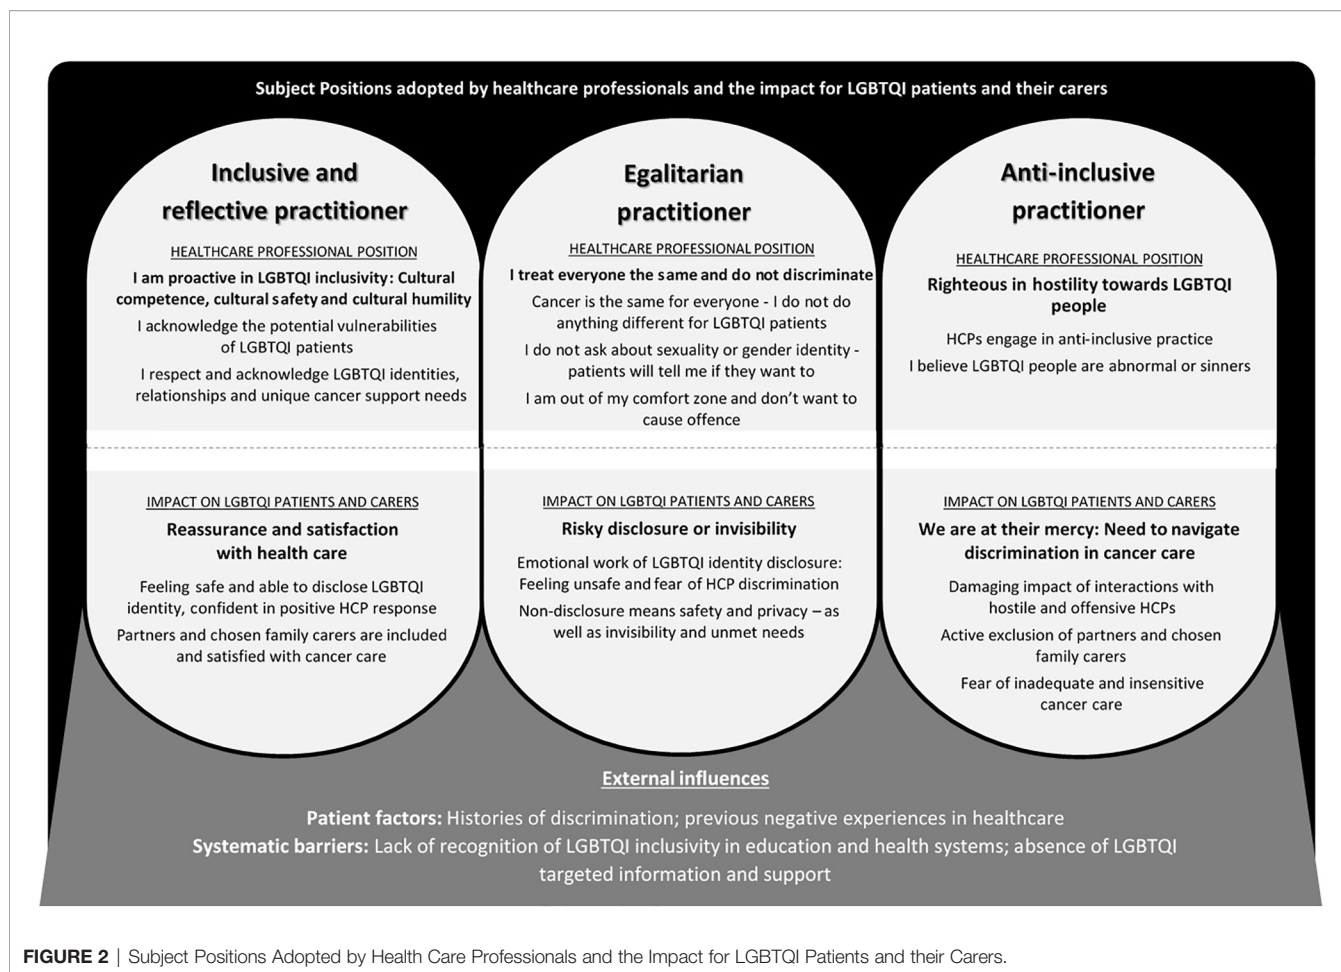 Subject Positions adopted by healthcare professionals and the impact for LGBTQI patients and their carers
Inclusive and
reflective practitioner
HEALTHCARE PROFESSIONAL POSITION
I am proactive in LGBTQI inclusivity: Cultural
competence, cultural safety and cultural humility
I acknowledge the potential vulnerabilities
of LGBTQI patients
I respect and acknowledge LGBTQI identities,
relationships and unique cancer support needs
IMPACT ON LGBTQI PATIENTS AND CARERS
Reassurance and satisfaction
with health care
Feeling safe and able to disclose LGBTQI
identity, confident in positive HCP response
Partners and chosen family carers are included
and satisfied with cancer care
Egalitarian
practitioner
HEALTHCARE PROFESSIONAL POSITION
I treat everyone the same and do not discriminate
Cancer is the same for everyone - I do not do
anything different for LGBTQI patients
I do not ask about sexuality or gender identity -
patients will tell me if they want to
I am out of my comfort zone and don't want to
cause offence
IMPACT ON LGBTQI PATIENTS AND CARERS
Risky disclosure or invisibility
Emotional work of LGBTQI identity disclosure:
Feeling unsafe and fear of HCP discrimination
Non-disclosure means safety and privacy – as
well as invisibility and unmet needs
Anti-inclusive
practitioner
HEALTHCARE PROFESSIONAL POSITION
Righteous in hostility towards LGBTQI
people
HCPs engage in anti-inclusive practice
I believe LGBTQI people are abnormal or sinners
IMPACT ON LGBTQI PATIENTS AND CARERS
We are at their mercy: Need to navigate
discrimination in cancer care
Damaging impact of interactions with
hostile and offensive HCPs
Active exclusion of partners and chosen
family carers
Fear of inadequate and insensitive
cancer care
External influences
Patient factors: Histories of discrimination; previous negative experiences in healthcare
Systematic barriers: Lack of recognition of LGBTQI inclusivity in education and health systems; absence of LGBTQI
targeted information and support
FIGURE 2 | Subject Positions Adopted by Health Care Professionals and the Impact for LGBTQI Patients and their Carers.